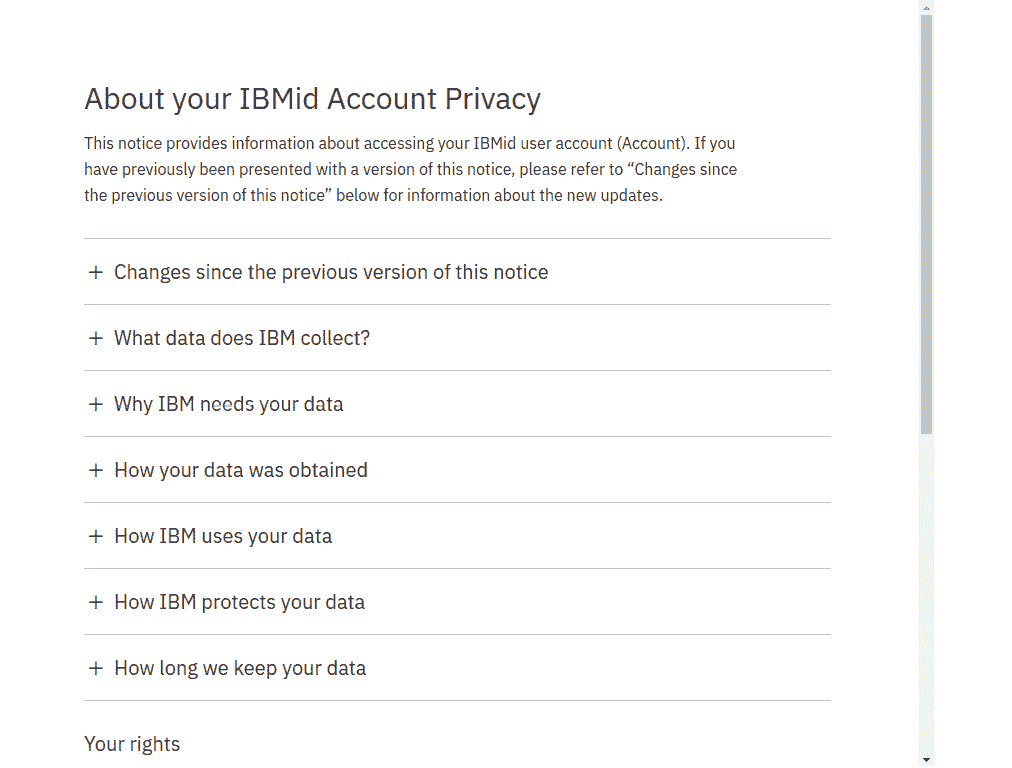 About your IBMid Account Privacy
This notice provides information about accessing your IBMid user account (Account). If you
have previously been presented with a version of this notice, please refer to “Changes since
the previous version of this notice” below for information about the new updates.
+ Changes since the previous version of this notice
+ What data does IBM collect?
+ Why IBM needs your data
+ How your data was obtained
+ How IBM uses your data
+ How IBM protects your data
+ How long we keep your data
Your rights